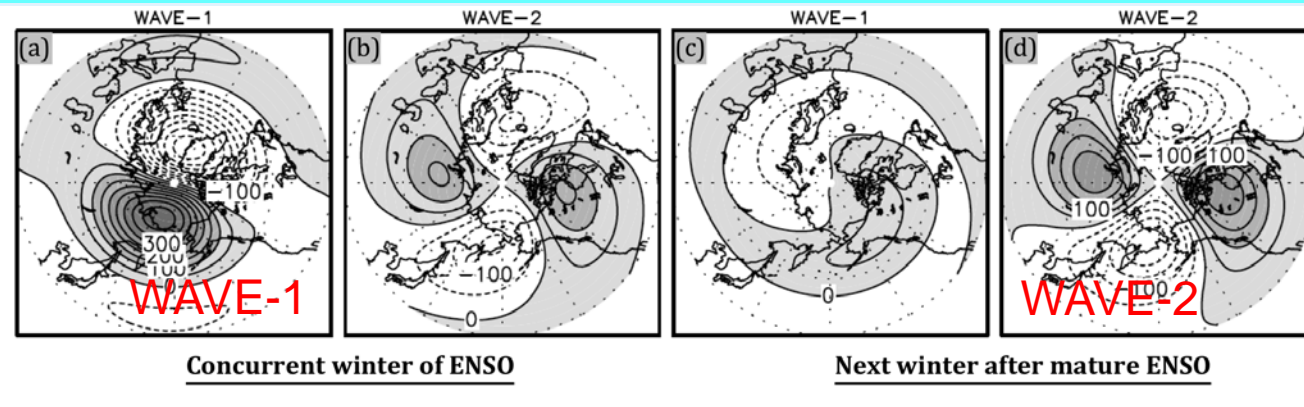 WAVE-1 WAVE-2 WAVE-1 WAVE-2
(a) (b) (c) (d)
-100 -100 100
100
300
200
100 -100
0 100
WAVE-1 0 0 WAVE-2
Concurrent winter of ENSO Next winter after mature ENSO